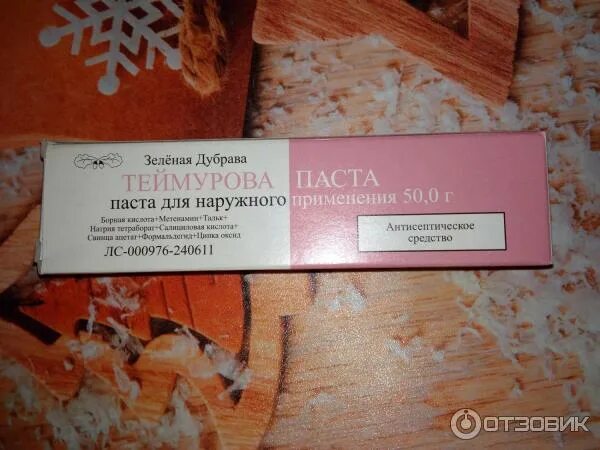 Зелёная Дубрава
ТЕЙМУРОВА ПАСТА
паста для наружного применения 50,0 г
Борная кислота+Метенамин+Тальк+
Натрия тетраборат+Салициловая кислота+
Свинца ацетат+Формальдегид+Цинка оксид
ЛС-000976-240611
Антисептическое
средство
ОТЗОВИК